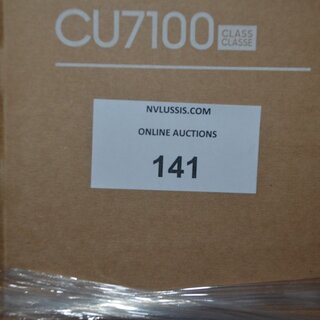 CU7100 CLASS
CLASSE
NVLUSSIS.COM
ONLINE AUCTIONS
141